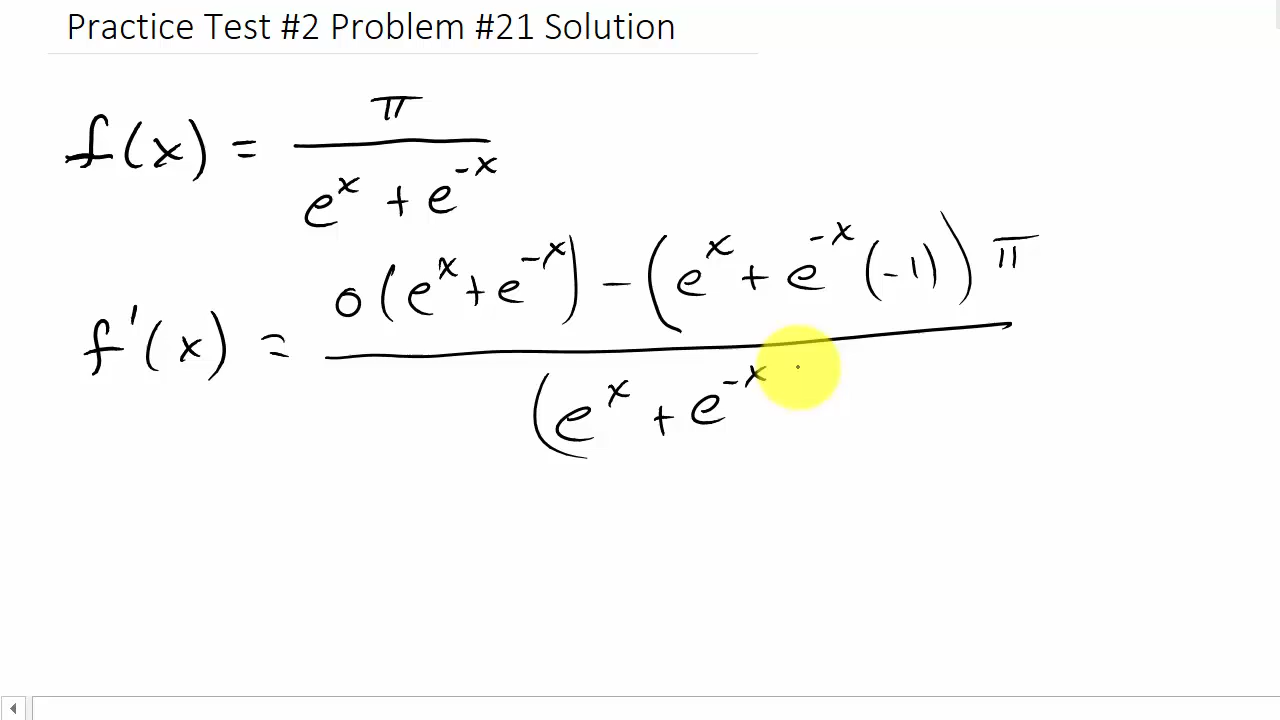 Practice Test #2 Problem #21 Solution
f(x) = π / (e^x + e^-x)
f'(x) = 0(e^x + e^-x) - (e^x + e^-x (-1)) π / (e^x + e^-x